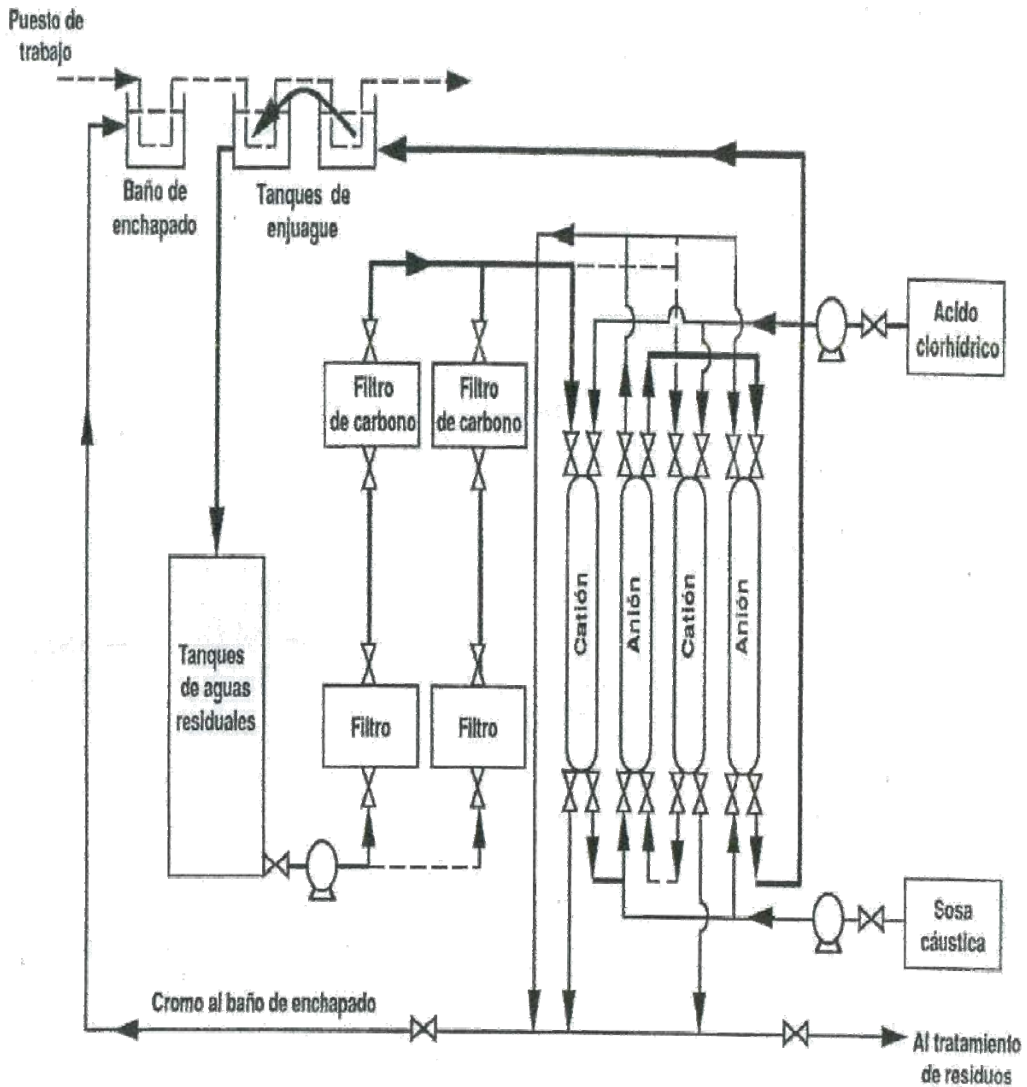 Puesto de
trabajo
Baño de
enchapado
Tanques de
enjuague
Acido
clorhídrico
Filtro
de carbono
Filtro
de carbono
Catión
Anión
Catión
Anión
Tanques
de aguas
residuales
Filtro
Filtro
Sosa
cáustica
Cromo al baño de enchapado
Al tratamiento
de residuos